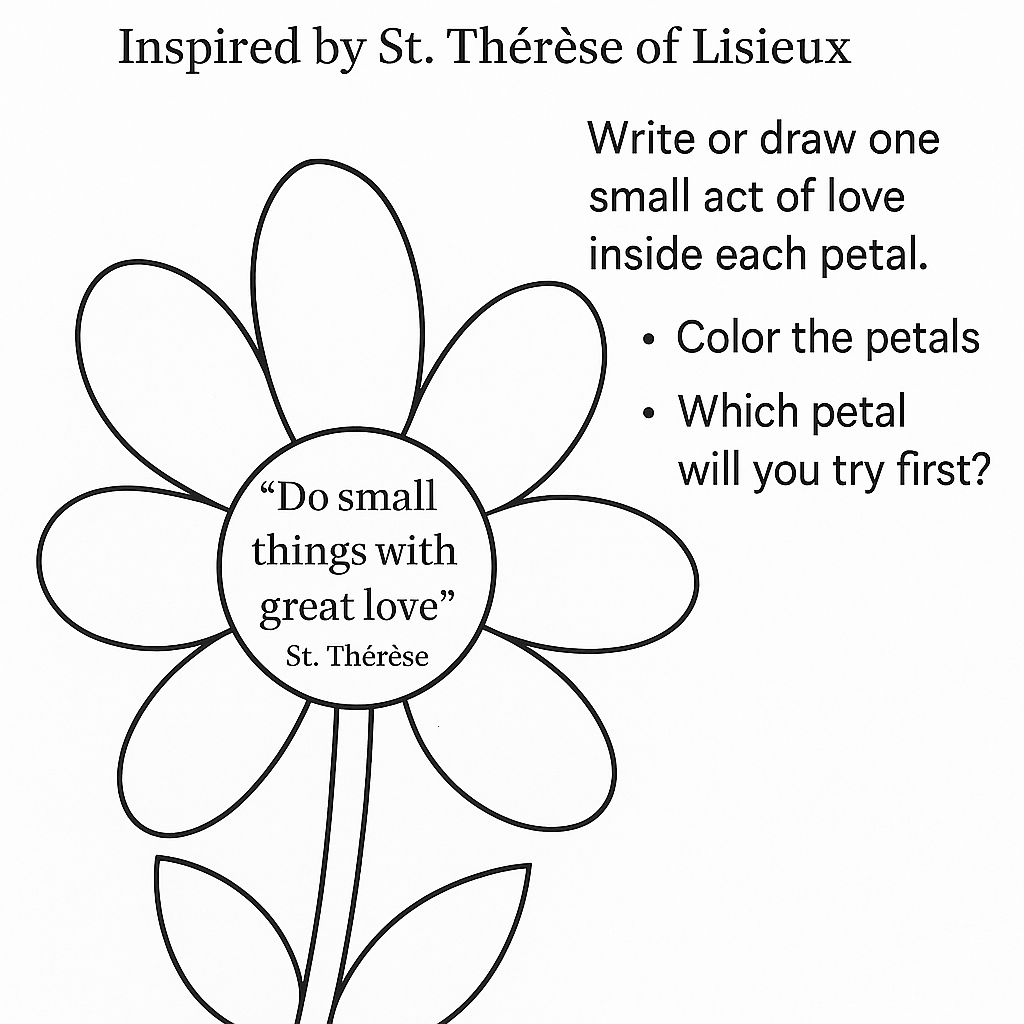 Inspired by St. Thérèse of Lisieux
Write or draw one
small act of love
inside each petal.
• Color the petals
• Which petal
will you try first?
“Do small
things with
great love”
St. Thérèse